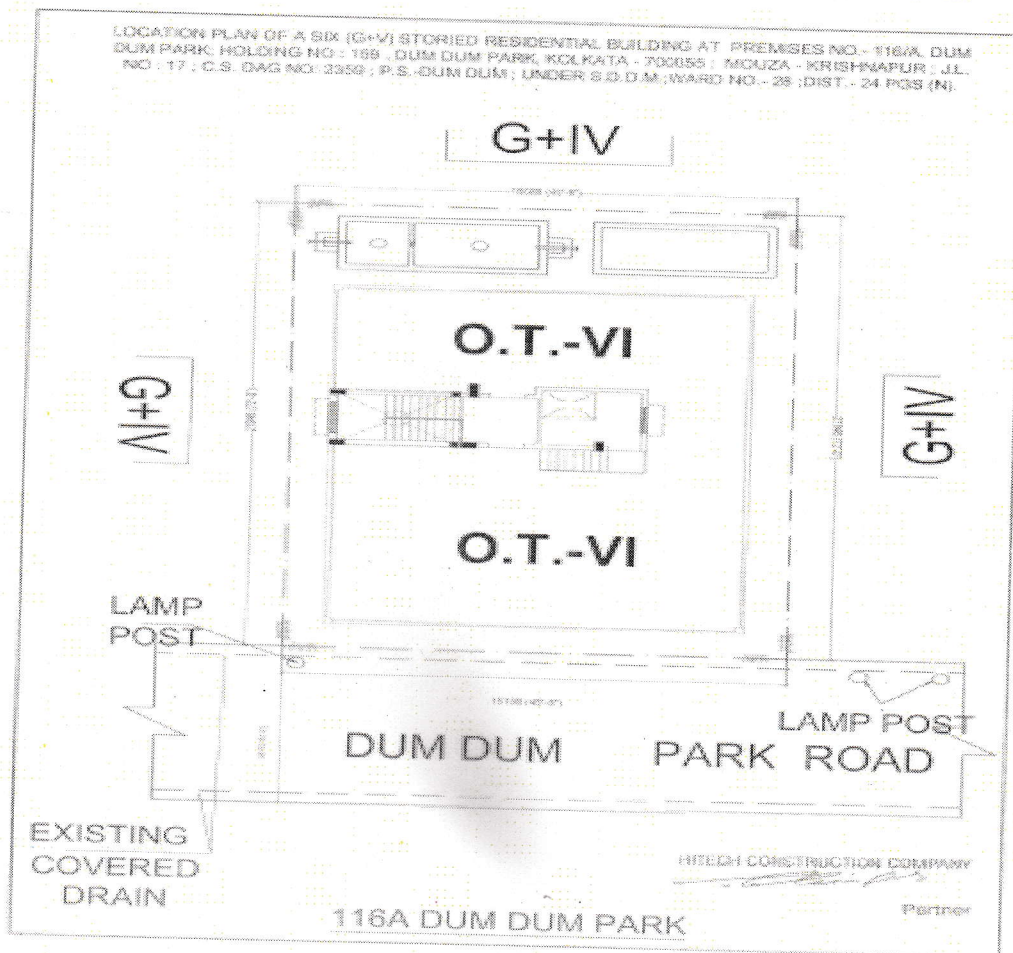 LOCATION PLAN OF A SIX (G+V) STORIED RESIDENTIAL BUILDING AT PREMISES NO.- 116/A, DUM
DUM PARK; HOLDING NO : 159 , DUM DUM PARK, KOLKATA - 700055 ; MOUZA - KRISHNAPUR ; J.L.
NO : 17 ; C.S. DAG NO: 3359 ; P.S.-DUM DUM ; UNDER S.D.D.M ;WARD NO.- 28 ;DIST.- 24 PGS (N).
G+IV
O.T.-VI
G+IV
G+IV
O.T.-VI
LAMP
POST
LAMP POST
DUM DUM PARK ROAD
EXISTING
COVERED
DRAIN
HITECH CONSTRUCTION COMPANY
Partner
116A DUM DUM PARK